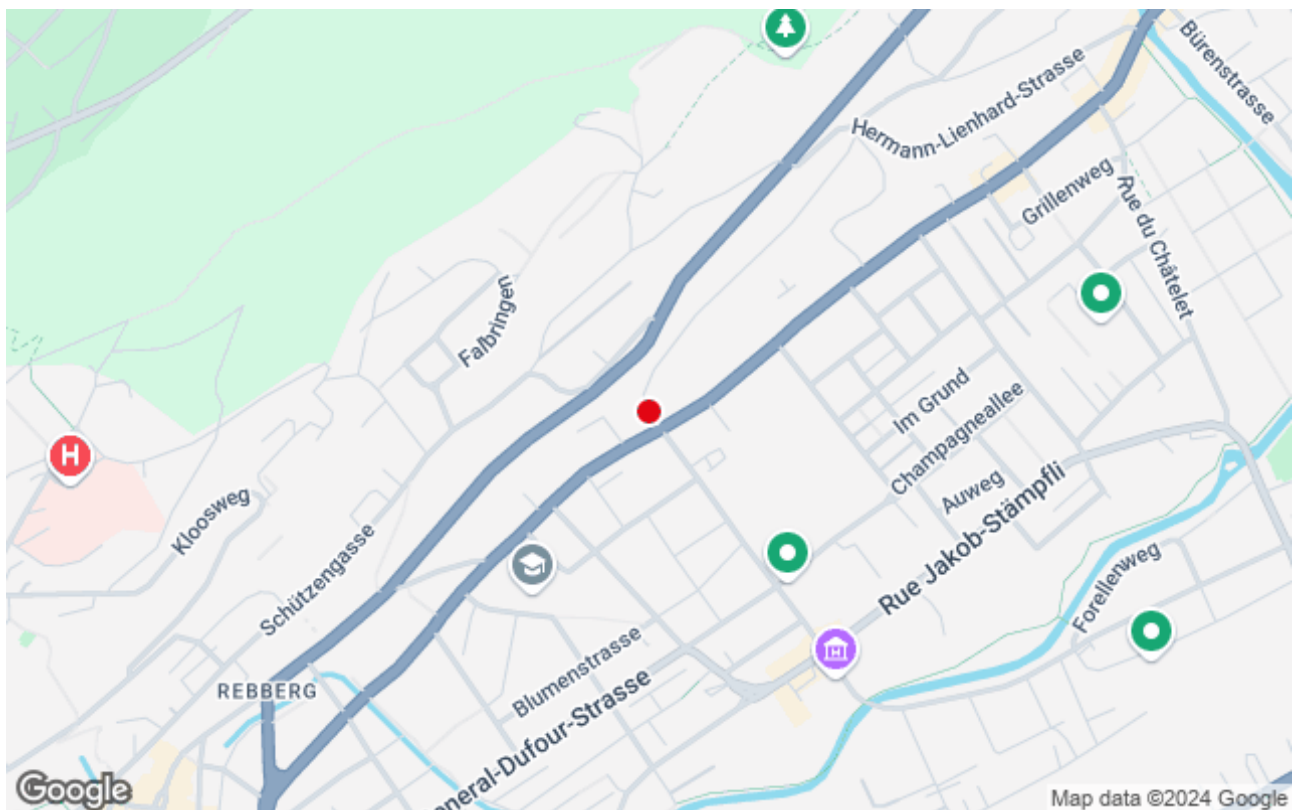 Bürenstrasse
Hermann-Lienhard-Strasse
Grillenweg
Rue du Châtelet
Falbringen
Im Grund
Champagneallee
Auweg
H
Kloosweg
Schützengasse
Rue Jakob-Stämpfli
Forellenweg
REBBERG
Blumenstrasse
eneral-Dufour-Strasse
Google
Map data ©2024 Google